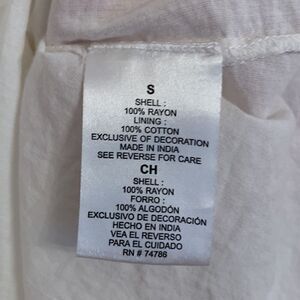 S
SHELL :
100% RAYON
LINING :
100% COTTON
EXCLUSIVE OF DECORATION
MADE IN INDIA
SEE REVERSE FOR CARE
CH
SHELL :
100% RAYON
FORRO :
100% ALGODÓN
EXCLUSIVO DE DECORACIÓN
HECHO EN INDIA
VEA EL REVERSO
PARA EL CUIDADO
RN # 74786